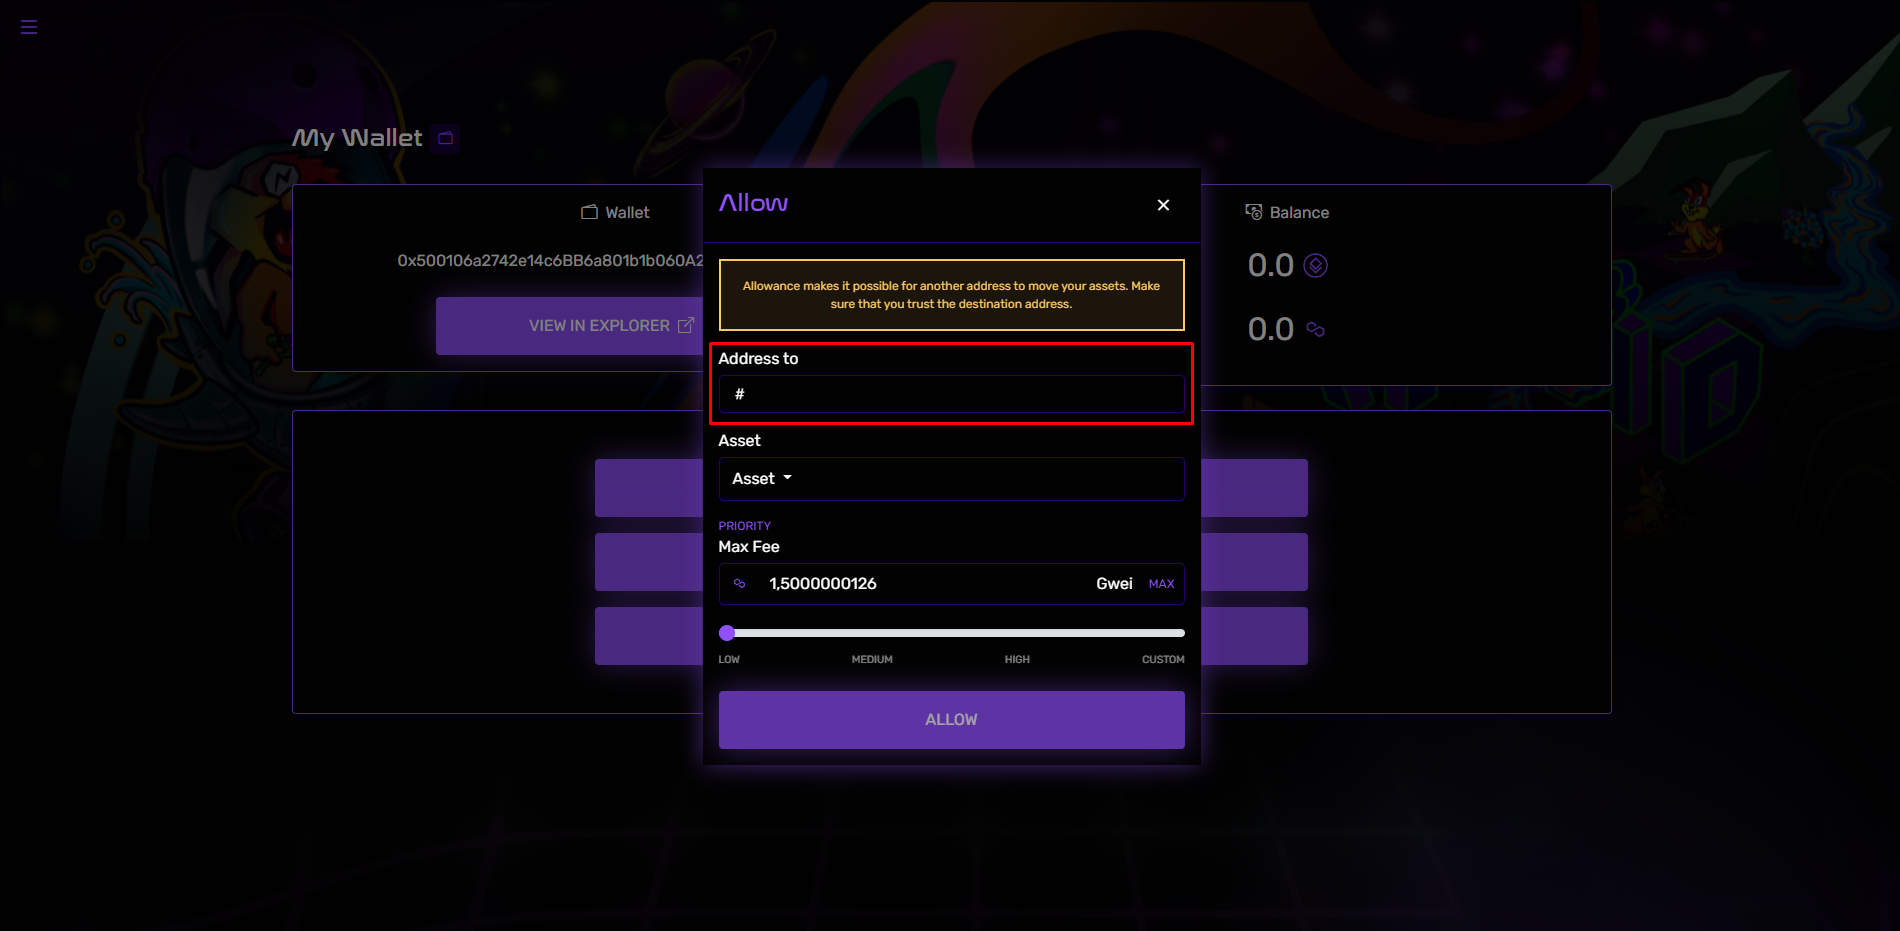 My Wallet
Wallet
0x500106a2742e14c6BB6a801b1b060A2
VIEW IN EXPLORER
Balance
0.0
0.0
Allow
Allowance makes it possible for another address to move your assets. Make
sure that you trust the destination address.
Address to
#
Asset
Asset
PRIORITY
Max Fee
1,5000000126 Gwei MAX
LOW MEDIUM HIGH CUSTOM
ALLOW